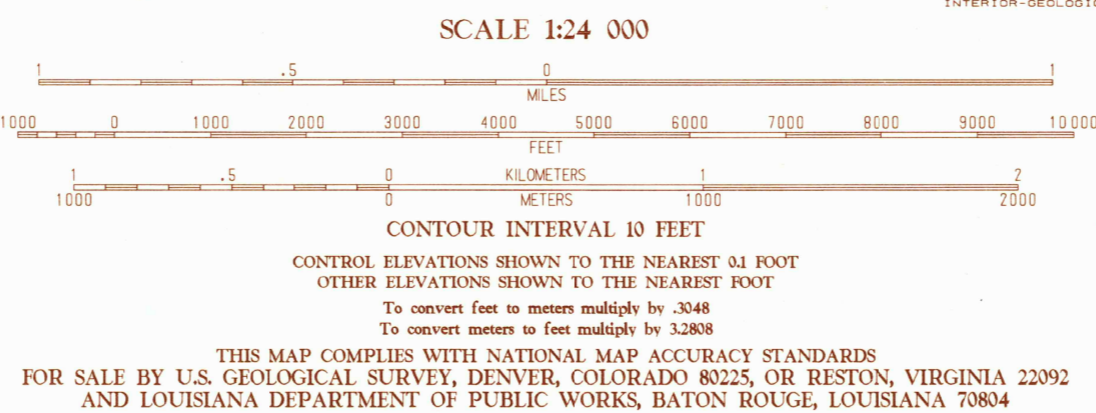 INTERIOR-GEOLOGIC
SCALE 1:24 000
1 .5 0 1
MILES
1000 0 1000 2000 3000 4000 5000 6000 7000 8000 9000 10 000
FEET
1 .5 0 KILOMETERS 1 2
1000 0 METERS 1000 2000
CONTOUR INTERVAL 10 FEET
CONTROL ELEVATIONS SHOWN TO THE NEAREST 0.1 FOOT
OTHER ELEVATIONS SHOWN TO THE NEAREST FOOT
To convert feet to meters multiply by .3048
To convert meters to feet multiply by 3.2808
THIS MAP COMPLIES WITH NATIONAL MAP ACCURACY STANDARDS
FOR SALE BY U.S. GEOLOGICAL SURVEY, DENVER, COLORADO 80225, OR RESTON, VIRGINIA 22092
AND LOUISIANA DEPARTMENT OF PUBLIC WORKS, BATON ROUGE, LOUISIANA 70804